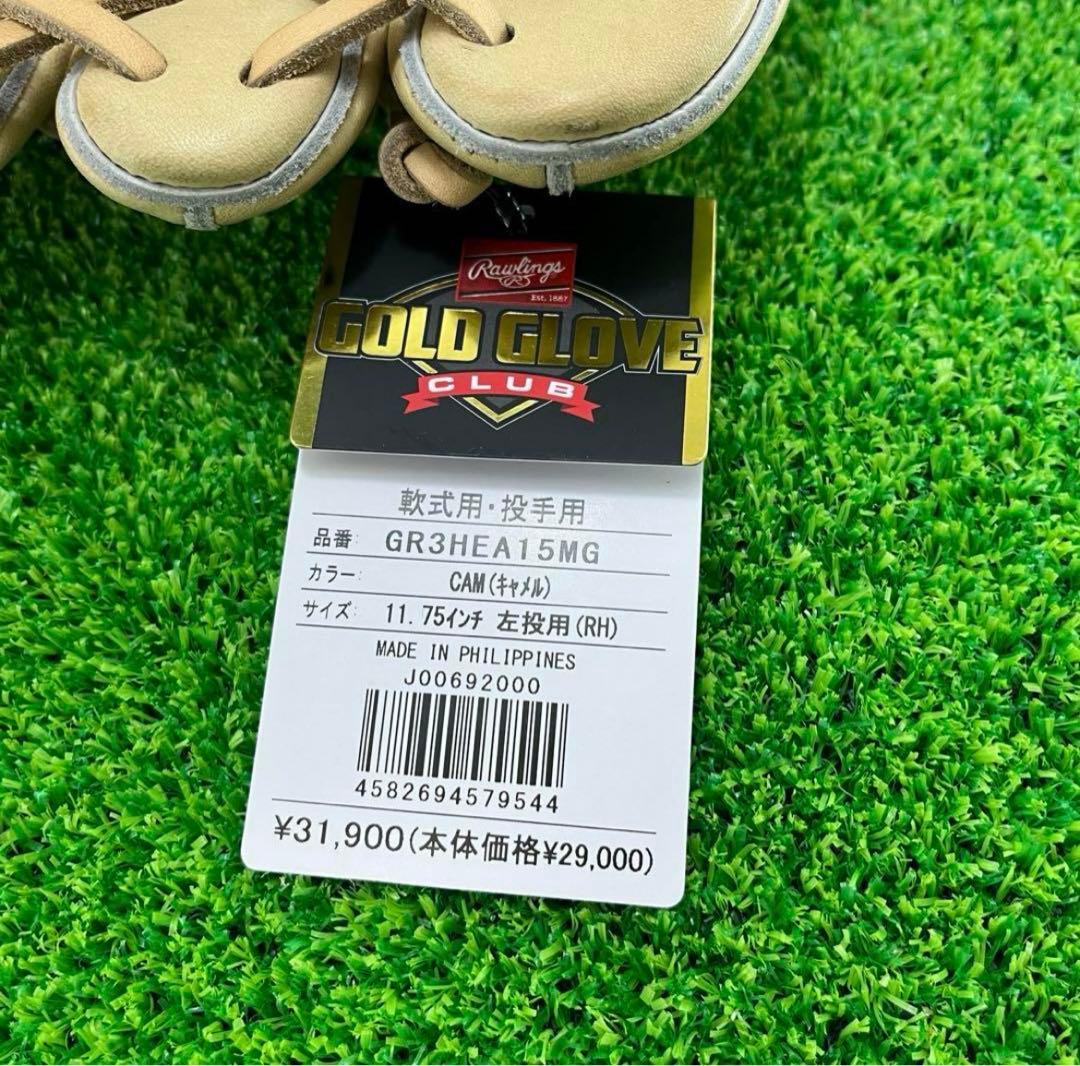 Rawlings
Est. 1887
GOLD GLOVE
CLUB
軟式用・投手用
品番: GR3HEA15MG
カラー: CAM(キャメル)
サイズ: 11.75インチ 左投用(RH)
MADE IN PHILIPPINES
J00692000
4582694579544
¥31,900(本体価格¥29,000)